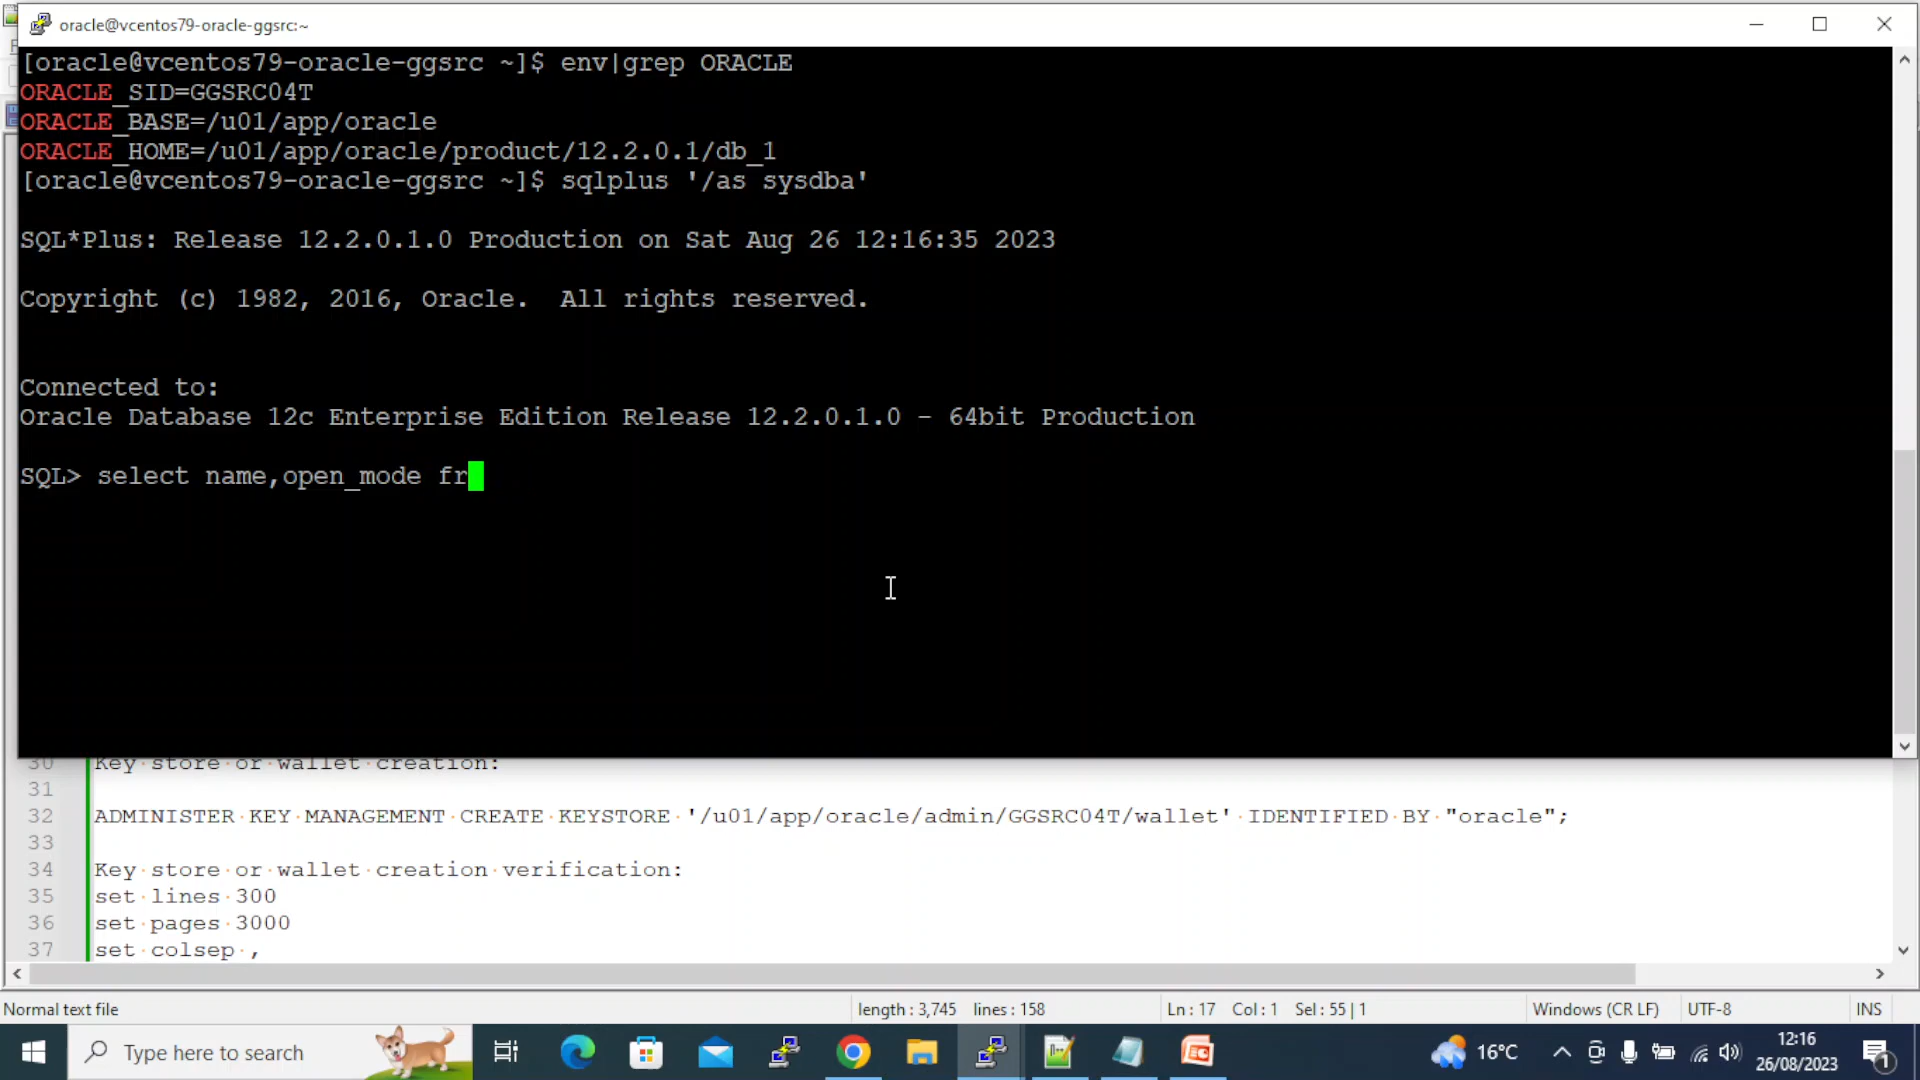 oracle@vcentos79-oracle-ggsrc:~
[oracle@vcentos79-oracle-ggsrc ~]$ env|grep ORACLE
ORACLE_SID=GGSRC04T
ORACLE_BASE=/u01/app/oracle
ORACLE_HOME=/u01/app/oracle/product/12.2.0.1/db_1
[oracle@vcentos79-oracle-ggsrc ~]$ sqlplus '/as sysdba'
SQL*Plus: Release 12.2.0.1.0 Production on Sat Aug 26 12:16:35 2023
Copyright (c) 1982, 2016, Oracle.  All rights reserved.
Connected to:
Oracle Database 12c Enterprise Edition Release 12.2.0.1.0 - 64bit Production
SQL> select name,open_mode fr
30 Key store or wallet creation:
31
32 ADMINISTER KEY MANAGEMENT CREATE KEYSTORE '/u01/app/oracle/admin/GGSRC04T/wallet' IDENTIFIED BY "oracle";
33
34 Key store or wallet creation verification:
35 set lines 300
36 set pages 3000
37 set colsep ,
Normal text file length : 3,745 lines : 158 Ln : 17 Col : 1 Sel : 55 | 1 Windows (CR LF) UTF-8 INS
Type here to search 16°C 12:16
26/08/2023 1